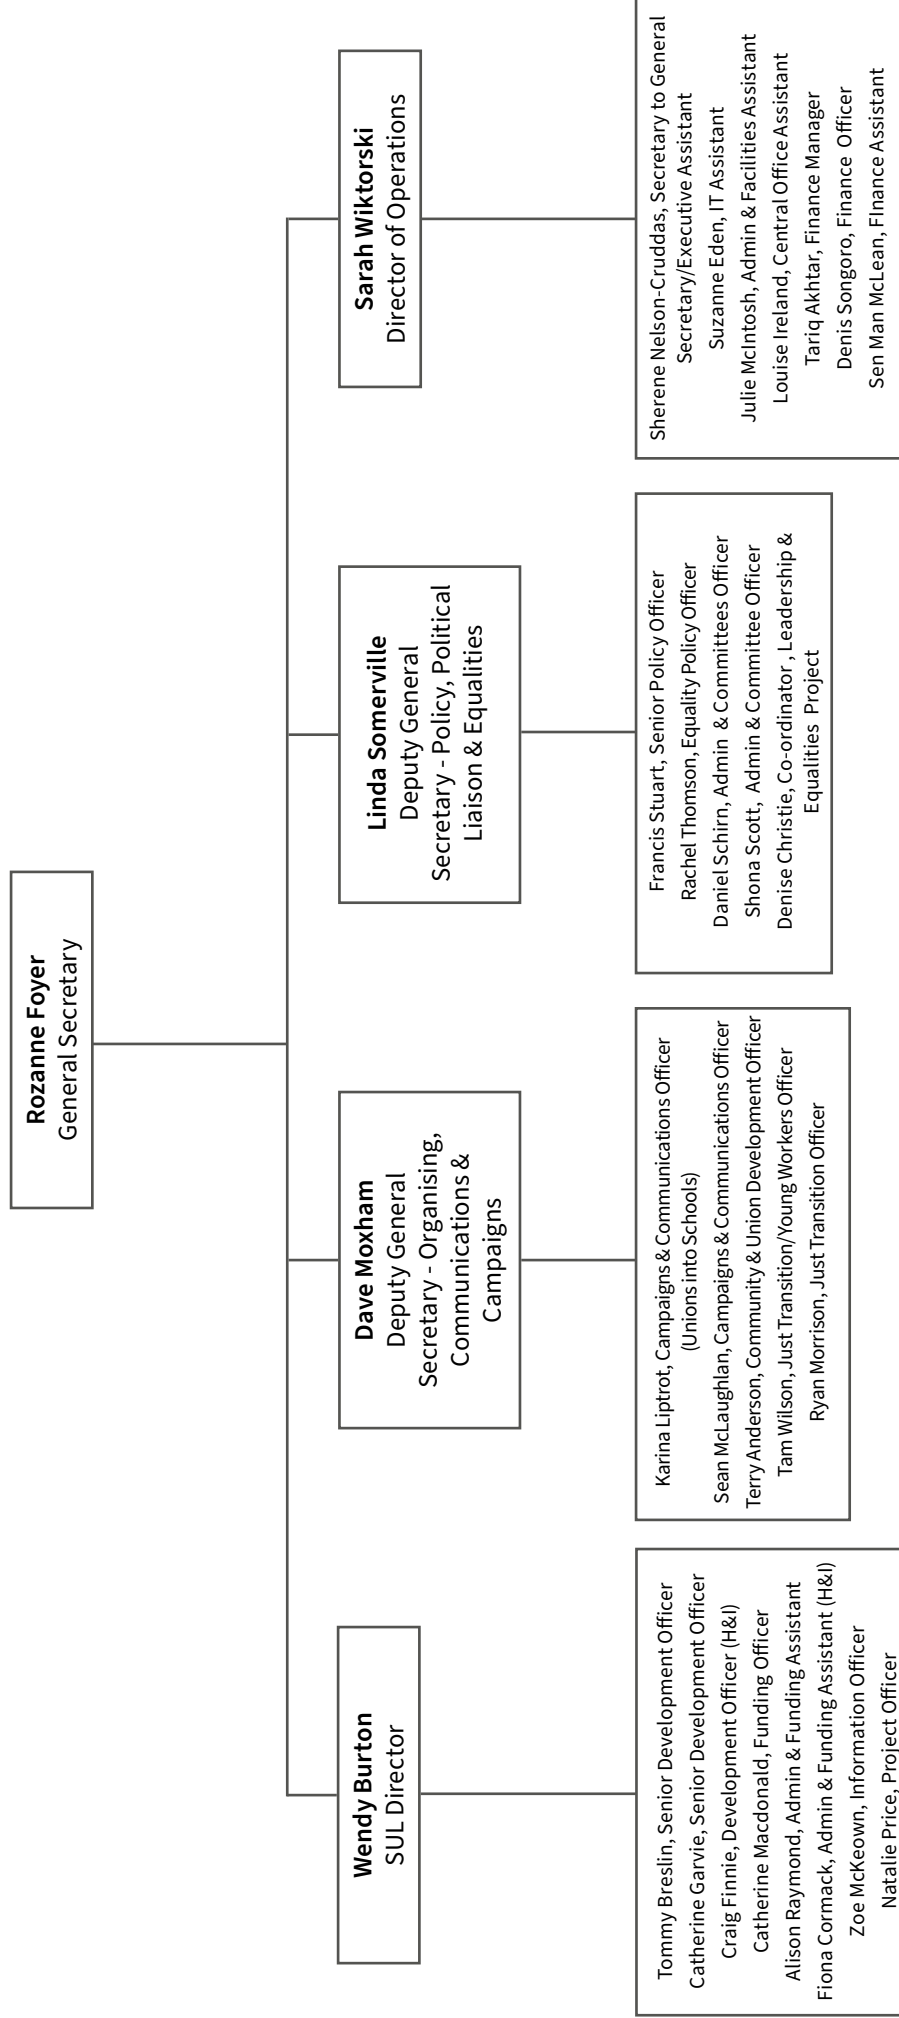 Rozanne Foyer
General Secretary
Wendy Burton
SUL Director
Dave Moxham
Deputy General
Secretary - Organising,
Communications &
Campaigns
Linda Somerville
Deputy General
Secretary - Policy, Political
Liaison & Equalities
Sarah Wiktorski
Director of Operations
Tommy Breslin, Senior Development Officer
Catherine Garvie, Senior Development Officer
Craig Finnie, Development Officer (H&I)
Catherine Macdonald, Funding Officer
Alison Raymond, Admin & Funding Assistant
Fiona Cormack, Admin & Funding Assistant (H&I)
Zoe McKeown, Information Officer
Natalie Price, Project Officer
Karina Liptrot, Campaigns & Communications Officer
(Unions into Schools)
Sean McLaughlan, Campaigns & Communications Officer
Terry Anderson, Community & Union Development Officer
Tam Wilson, Just Transition/Young Workers Officer
Ryan Morrison, Just Transition Officer
Francis Stuart, Senior Policy Officer
Rachel Thomson, Equality Policy Officer
Daniel Schirn, Admin & Committees Officer
Shona Scott, Admin & Committee Officer
Denise Christie, Co-ordinator , Leadership &
Equalities Project
Sherene Nelson-Cruddas, Secretary to General
Secretary/Executive Assistant
Suzanne Eden, IT Assistant
Julie McIntosh, Admin & Facilities Assistant
Louise Ireland, Central Office Assistant
Tariq Akhtar, Finance Manager
Denis Songoro, Finance Officer
Sen Man McLean, FInance Assistant